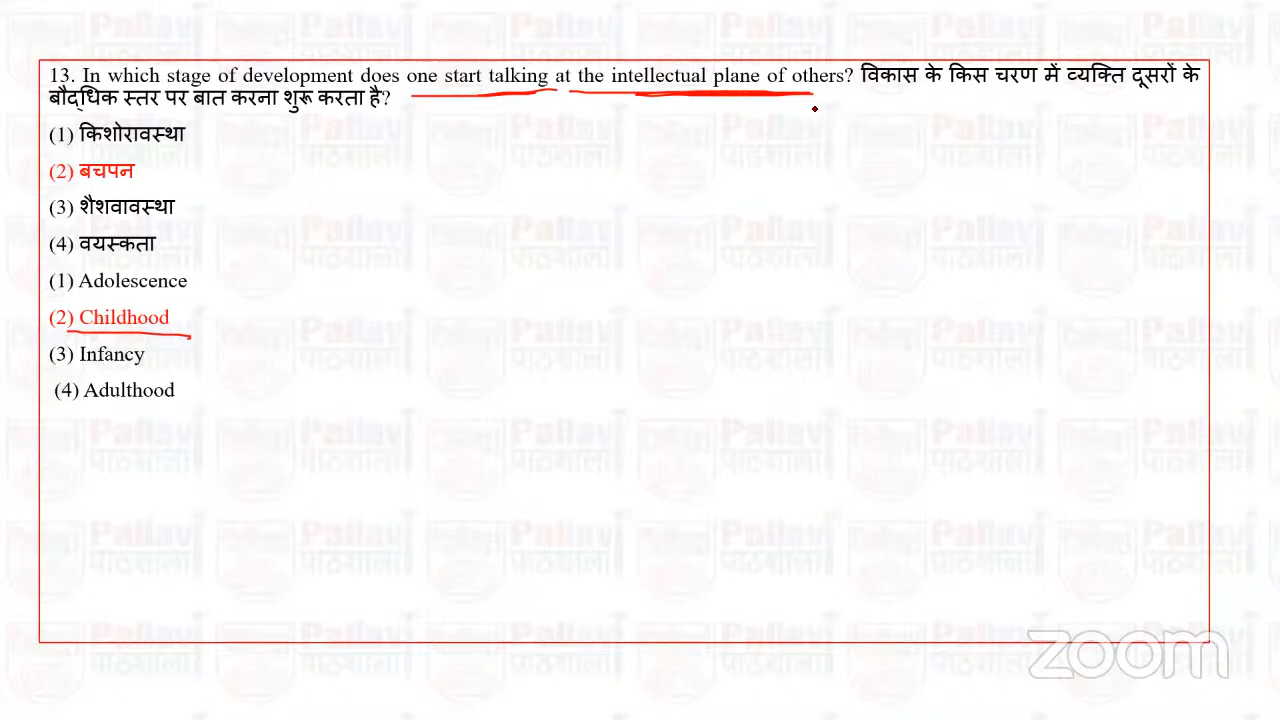 13. In which stage of development does one start talking at the intellectual plane of others? विकास के किस चरण में व्यक्ति दूसरों के
बौद्धिक स्तर पर बात करना शुरू करता है?
(1) किशोरावस्था
(2) बचपन
(3) शैशवावस्था
(4) वयस्कता
(1) Adolescence
(2) Childhood
(3) Infancy
(4) Adulthood
zoom